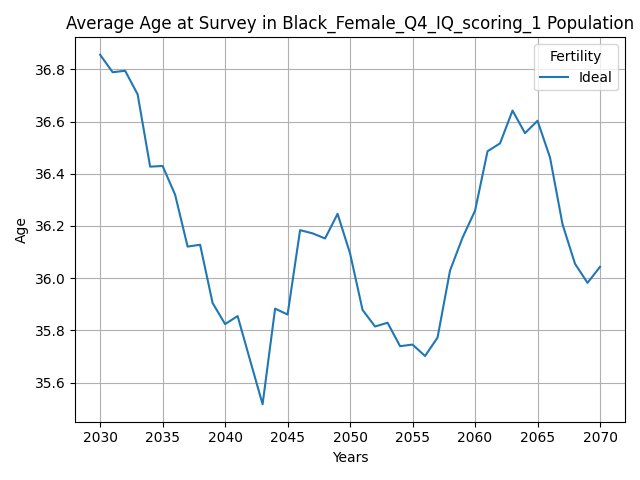 Average Age at Survey in Black_Female_Q4_IQ_scoring_1 Population
Fertility
Ideal
36.8
36.6
36.4
36.2
36.0
35.8
35.6
Age
2030 2035 2040 2045 2050 2055 2060 2065 2070
Years